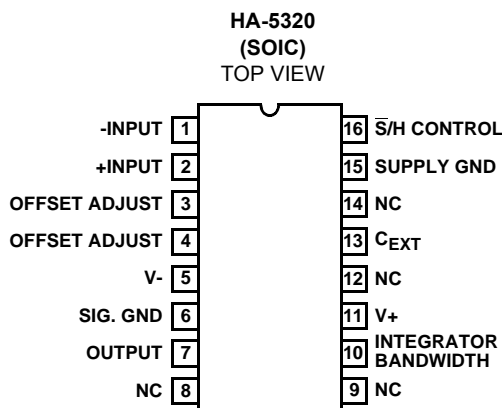 HA-5320
(SOIC)
TOP VIEW
-INPUT 1
+INPUT 2
OFFSET ADJUST 3
OFFSET ADJUST 4
V- 5
SIG. GND 6
OUTPUT 7
NC 8
16 S̅/H CONTROL
15 SUPPLY GND
14 NC
13 CEXT
12 NC
11 V+
10 INTEGRATOR
BANDWIDTH
9 NC